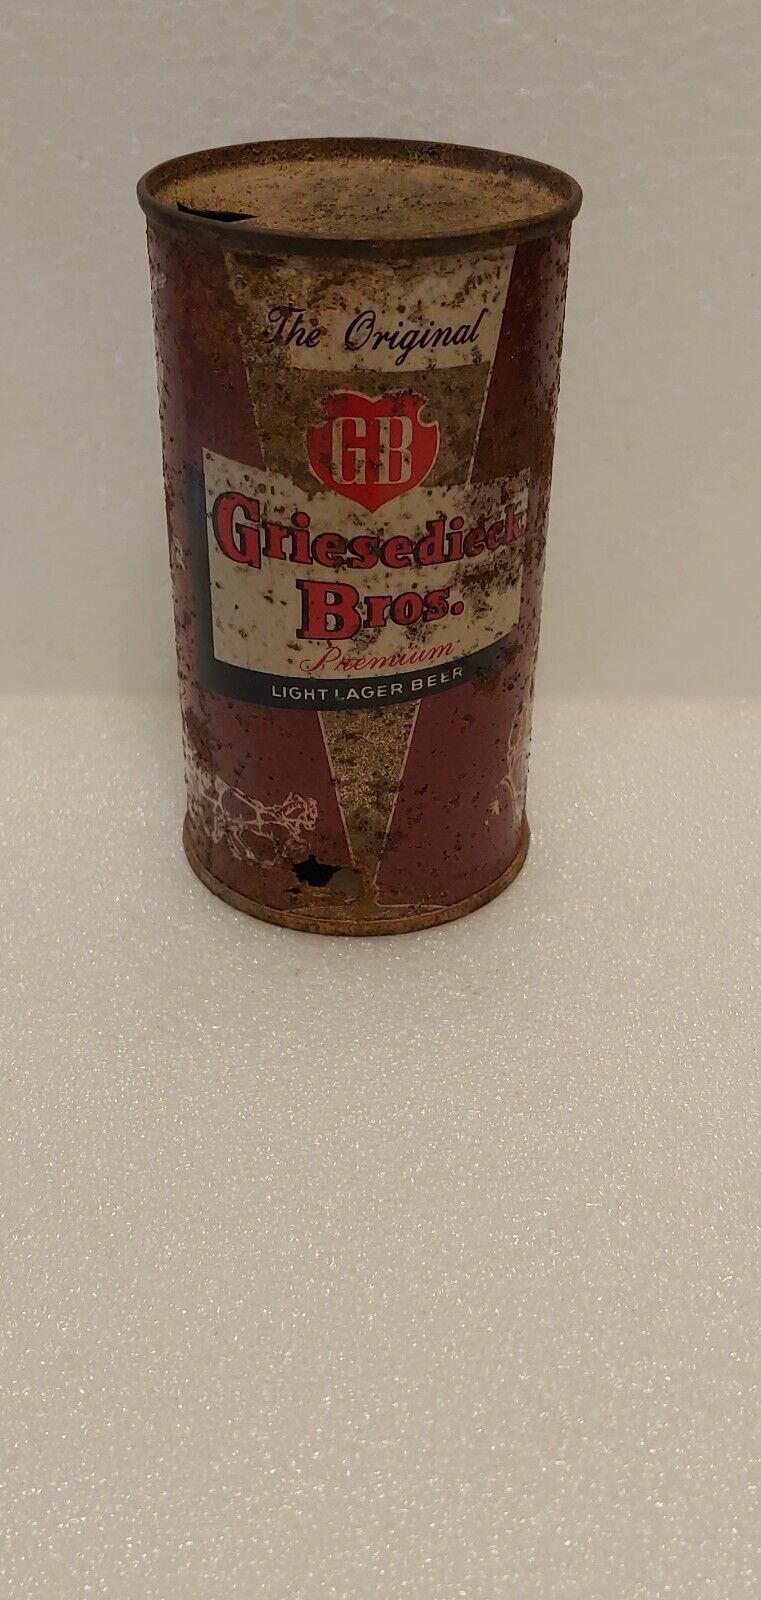 The Original
GB
Griesedieck
Bros.
Premium
LIGHT LAGER BEER